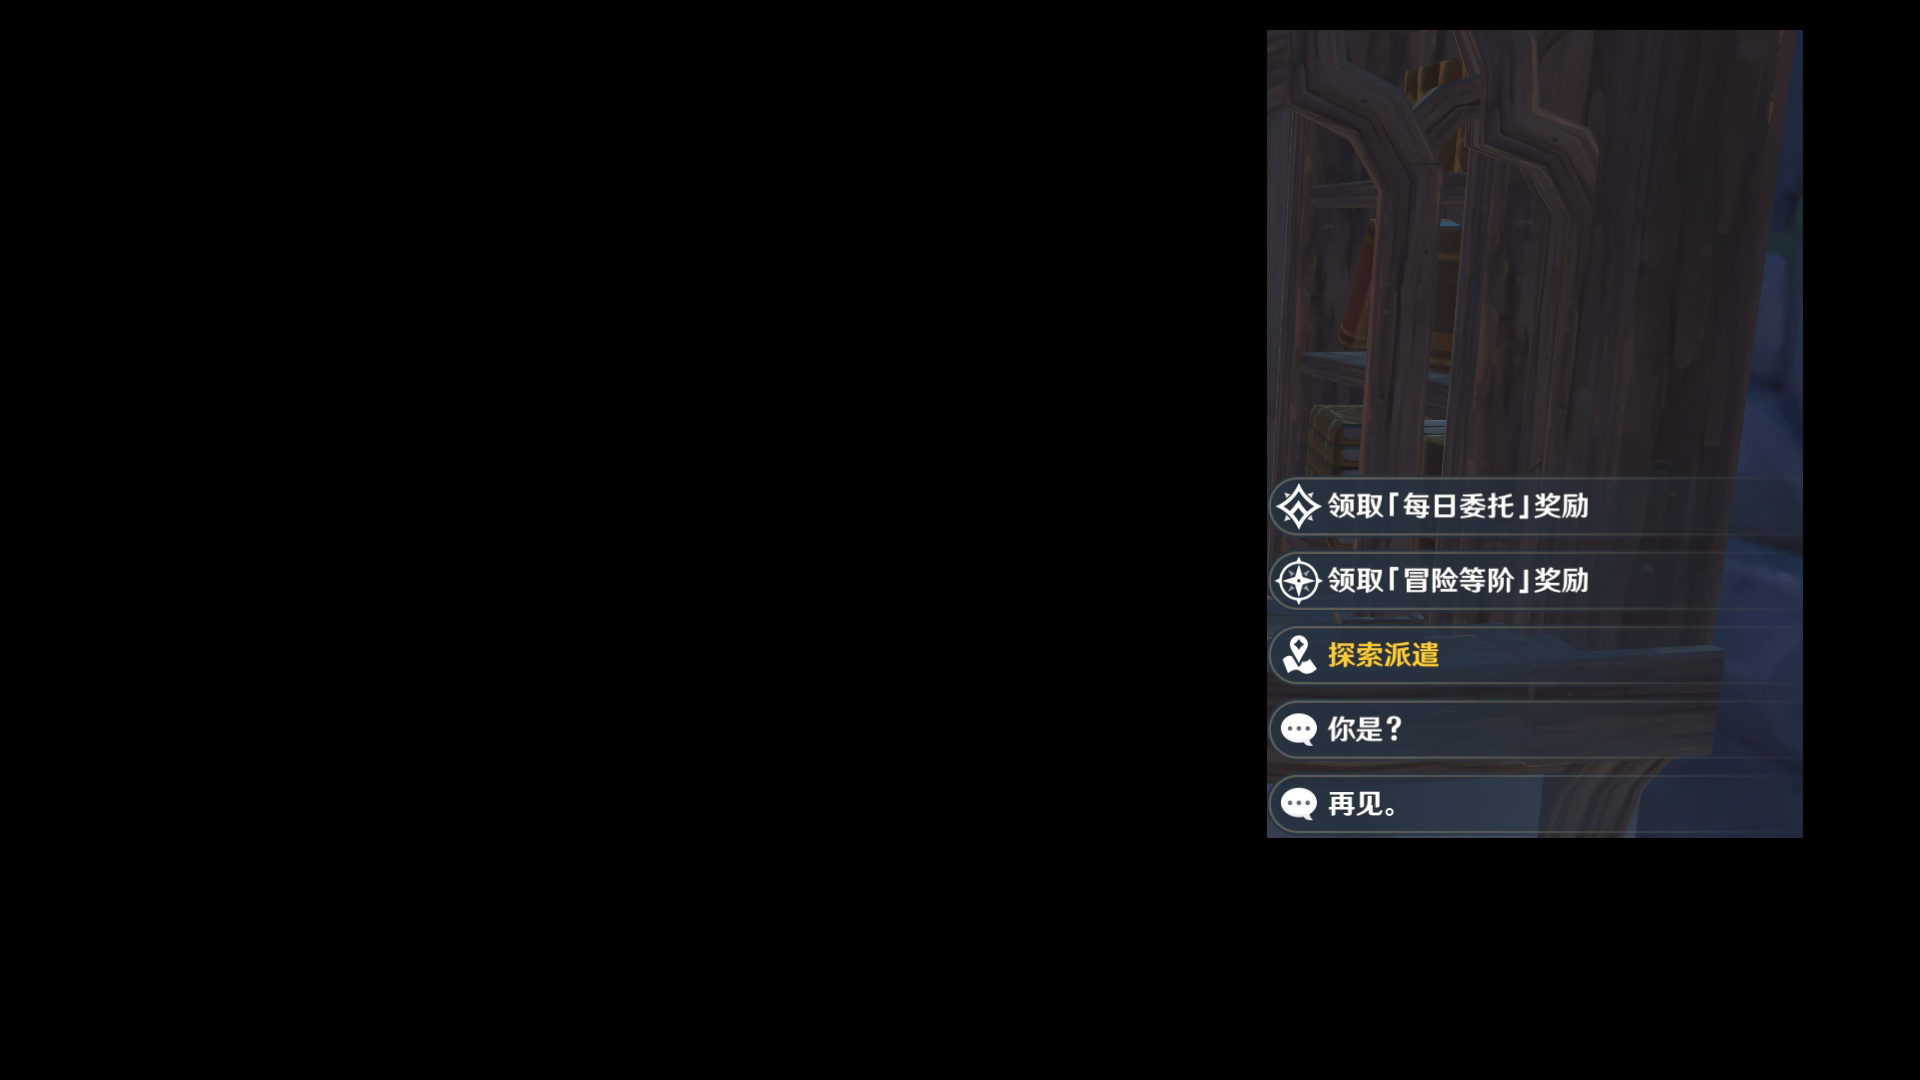 领取「每日委托」奖励
领取「冒险等阶」奖励
探索派遣
你是？
再见。